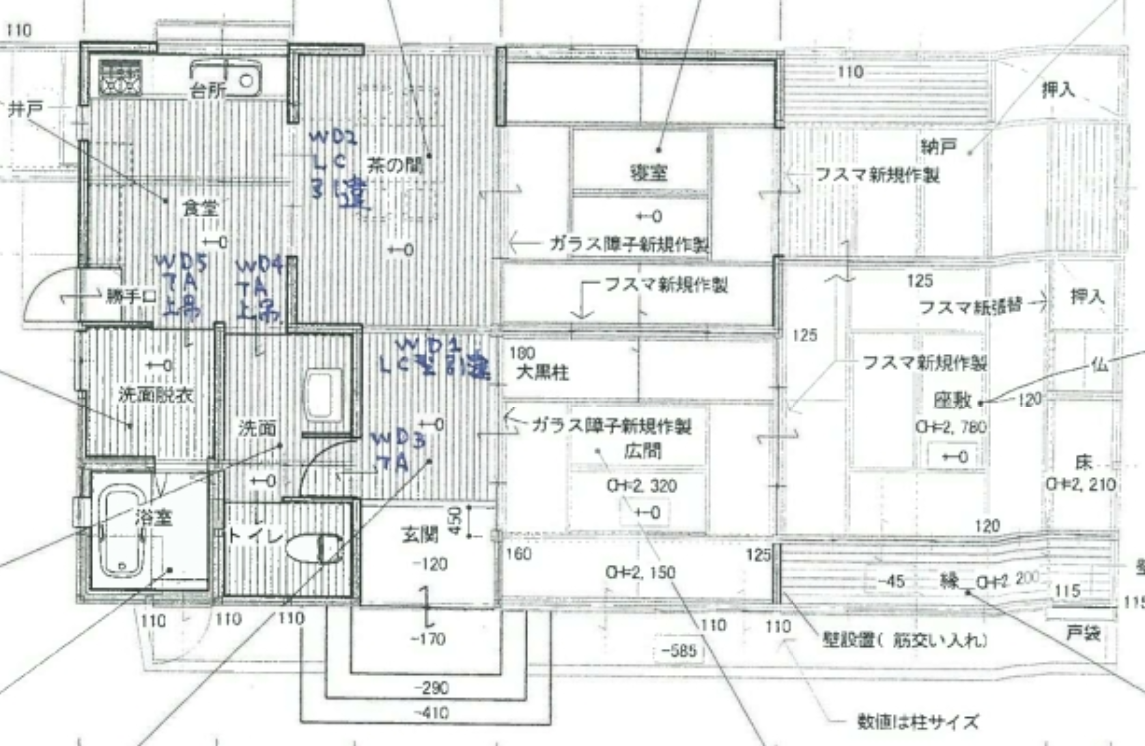 110
台所
井戸
WD2
LC
引違
茶の間
食堂
±0
±0
WD5
TA
上吊
WD4
TA
上吊
勝手口
寝室
±0
ガラス障子新規作製
フスマ新規作製
110
押入
納戸
フスマ新規作製
125
フスマ紙張替
押入
125
フスマ新規作製
仏
座敷
120
CH=2,780
±0
床
CH=2,210
120
±0
洗面脱衣
洗面
±0
WD1
LC 引違
±0
WD3
TA
180
大黒柱
ガラス障子新規作製
広間
CH=2,320
±0
浴室
トイレ
玄関
450
-120
-170
160
125
CH=2,150
-45
縁
CH=2,200
115
115
戸袋
110
110
110
110
110
-585
壁設置(筋交い入れ)
-290
-410
数値は柱サイズ